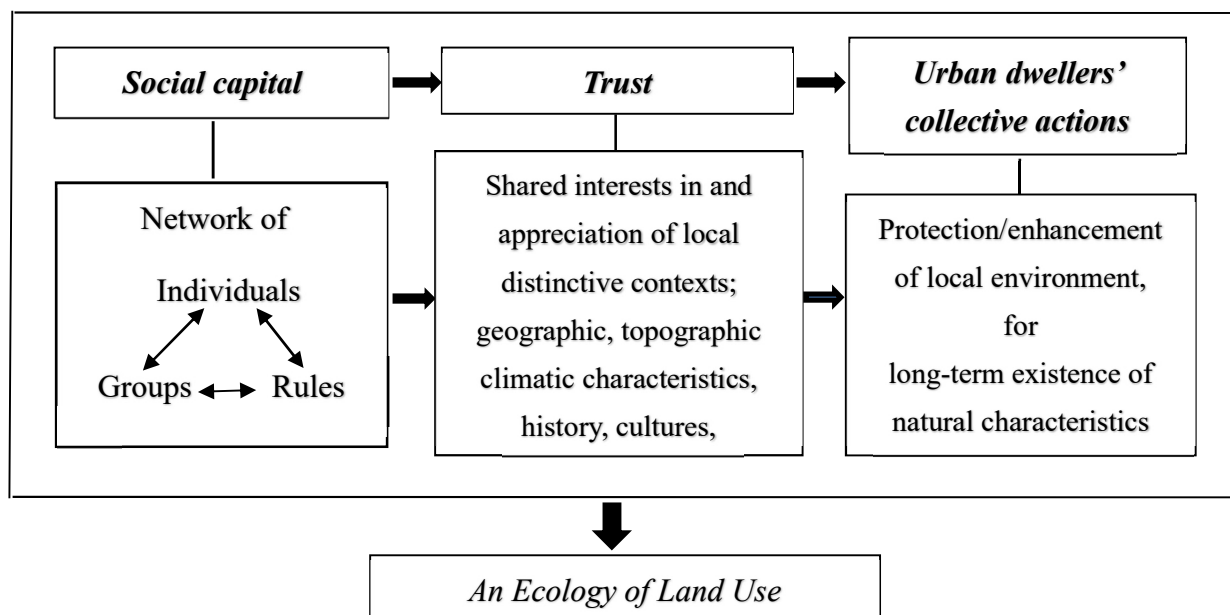 Social capital
Trust
Urban dwellers’
collective actions
Network of
Individuals
Groups
Rules
Shared interests in and
appreciation of local
distinctive contexts;
geographic, topographic
climatic characteristics,
history, cultures,
Protection/enhancement
of local environment,
for
long-term existence of
natural characteristics
An Ecology of Land Use